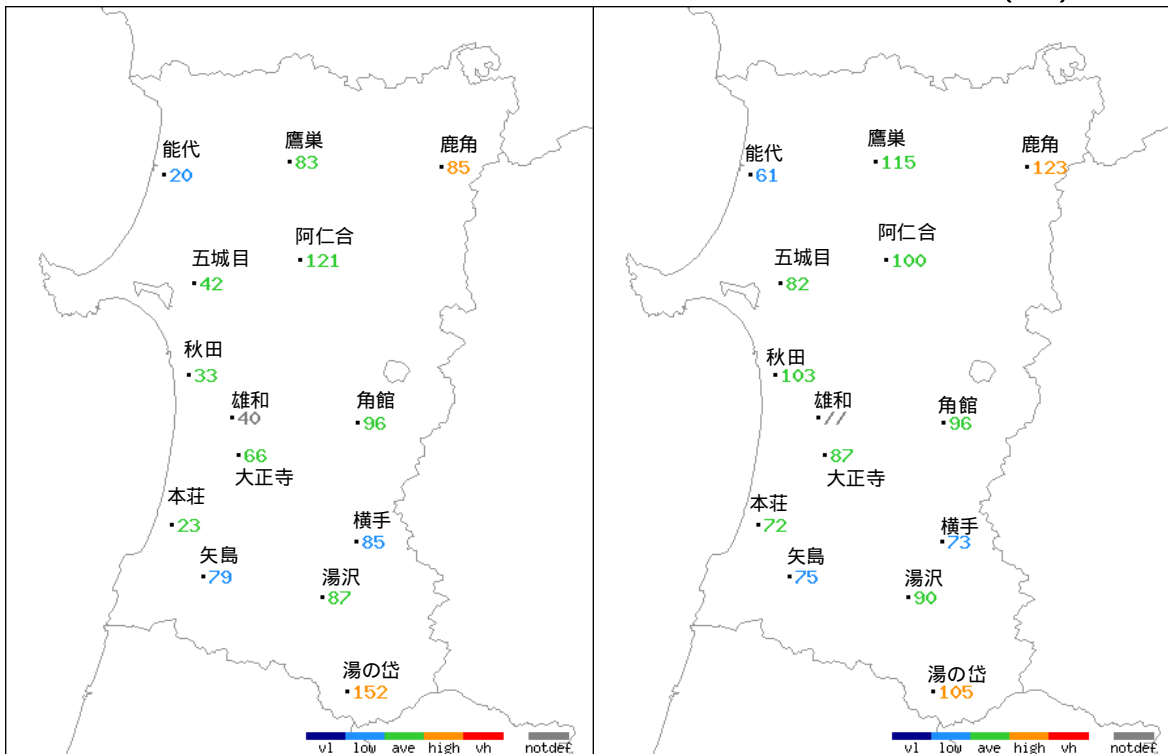 鷹巣
83
鹿角
85
能代
20
阿仁合
121
五城目
42
秋田
33
雄和
40
角館
96
66
大正寺
本荘
23
横手
85
矢島
79
湯沢
87
湯の岱
152
vl low ave high vh notdef
鷹巣
115
鹿角
123
能代
61
阿仁合
100
五城目
82
秋田
103
雄和
//
角館
96
87
大正寺
本荘
72
横手
73
矢島
75
湯沢
90
湯の岱
105
vl low ave high vh notdef